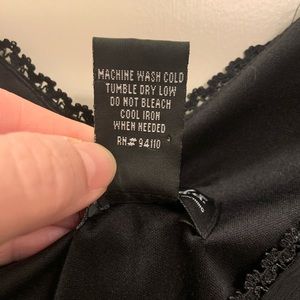 MACHINE WASH COLD
TUMBLE DRY LOW
DO NOT BLEACH
COOL IRON
WHEN NEEDED
RN# 94110